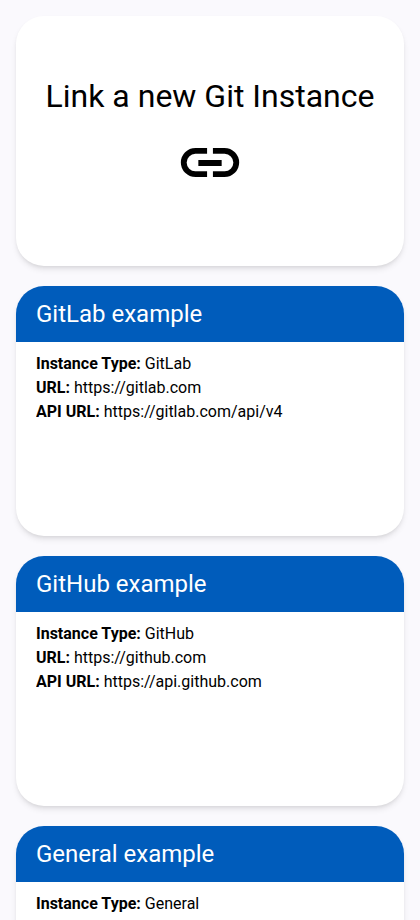 Link a new Git Instance
GitLab example
Instance Type: GitLab
URL: https://gitlab.com
API URL: https://gitlab.com/api/v4
GitHub example
Instance Type: GitHub
URL: https://github.com
API URL: https://api.github.com
General example
Instance Type: General